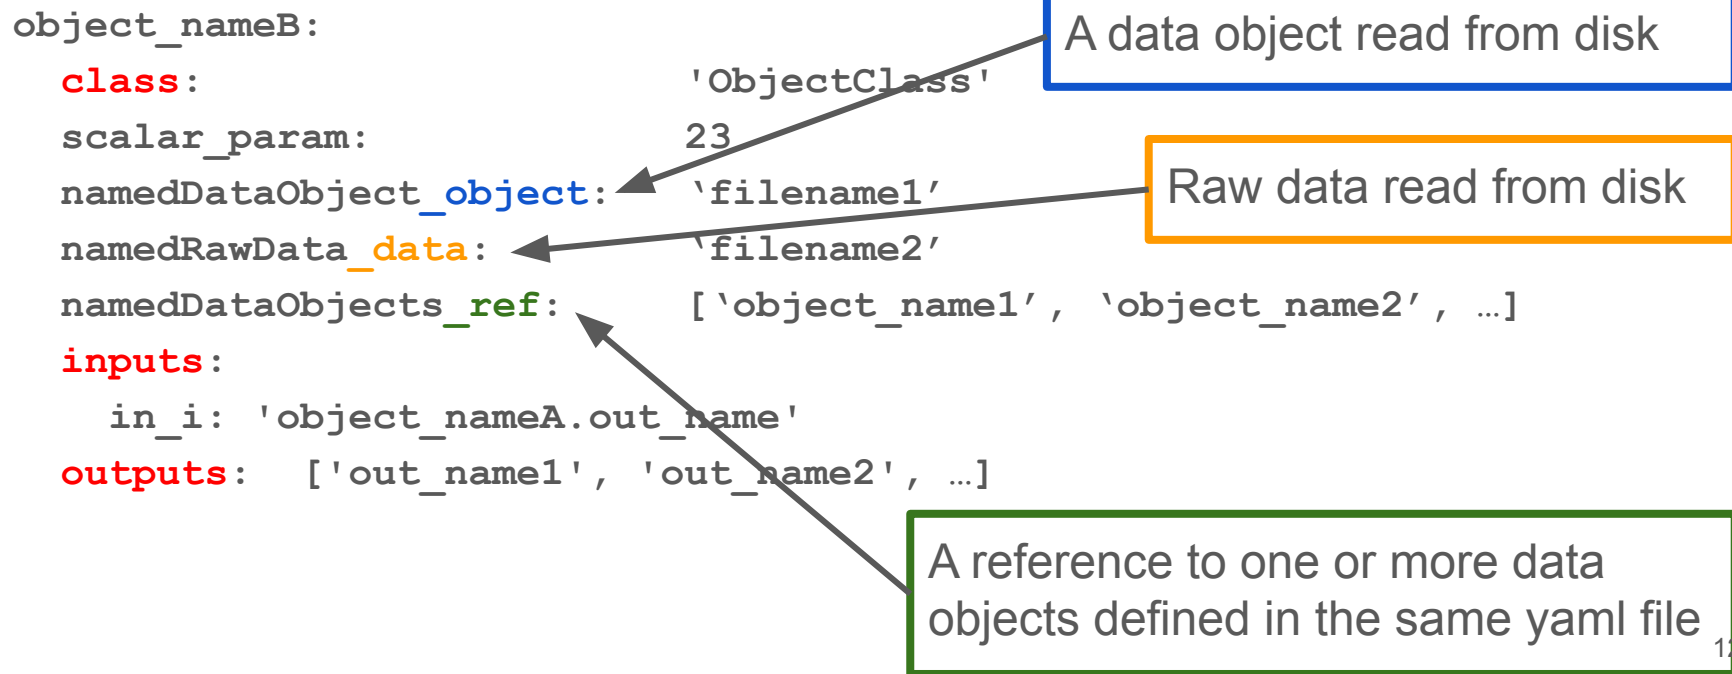 object_nameB:
A data object read from disk
class: 'ObjectClass'
scalar_param: 23
Raw data read from disk
namedDataObject_object: ‘filename1’
namedRawData_data: ‘filename2’
namedDataObjects_ref: [‘object_name1’, ‘object_name2’, …]
inputs:
in_i: 'object_nameA.out_name'
outputs: ['out_name1', 'out_name2', …]
A reference to one or more data
objects defined in the same yaml file